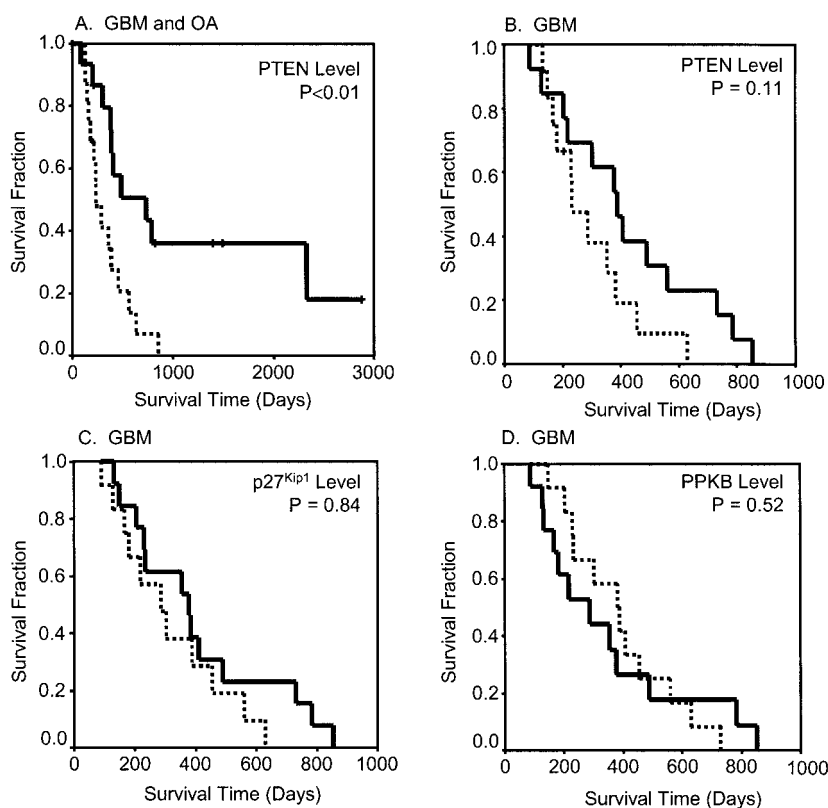 A. GBM and OA
PTEN Level
P<0.01
Survival Fraction
1.0
0.8
0.6
0.4
0.2
0.0
0
1000
2000
3000
Survival Time (Days)
B. GBM
PTEN Level
P = 0.11
Survival Fraction
1.0
0.8
0.6
0.4
0.2
0.0
0
200
400
600
800
1000
Survival Time (Days)
C. GBM
p27Kip1 Level
P = 0.84
Survival Fraction
1.0
0.8
0.6
0.4
0.2
0.0
0
200
400
600
800
1000
Survival Time (Days)
D. GBM
PPKB Level
P = 0.52
Survival Fraction
1.0
0.8
0.6
0.4
0.2
0.0
0
200
400
600
800
1000
Survival Time (Days)